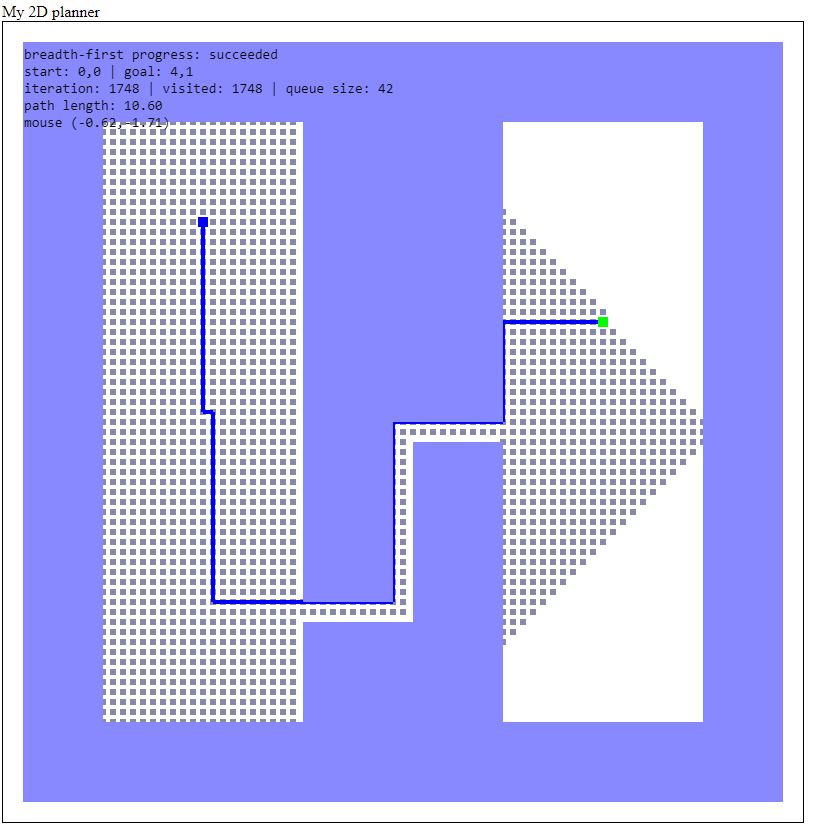 My 2D planner
breadth-first progress: succeeded
start: 0,0 | goal: 4,1
iteration: 1748 | visited: 1748 | queue size: 42
path length: 10.60
mouse (-0.62,-1.71)